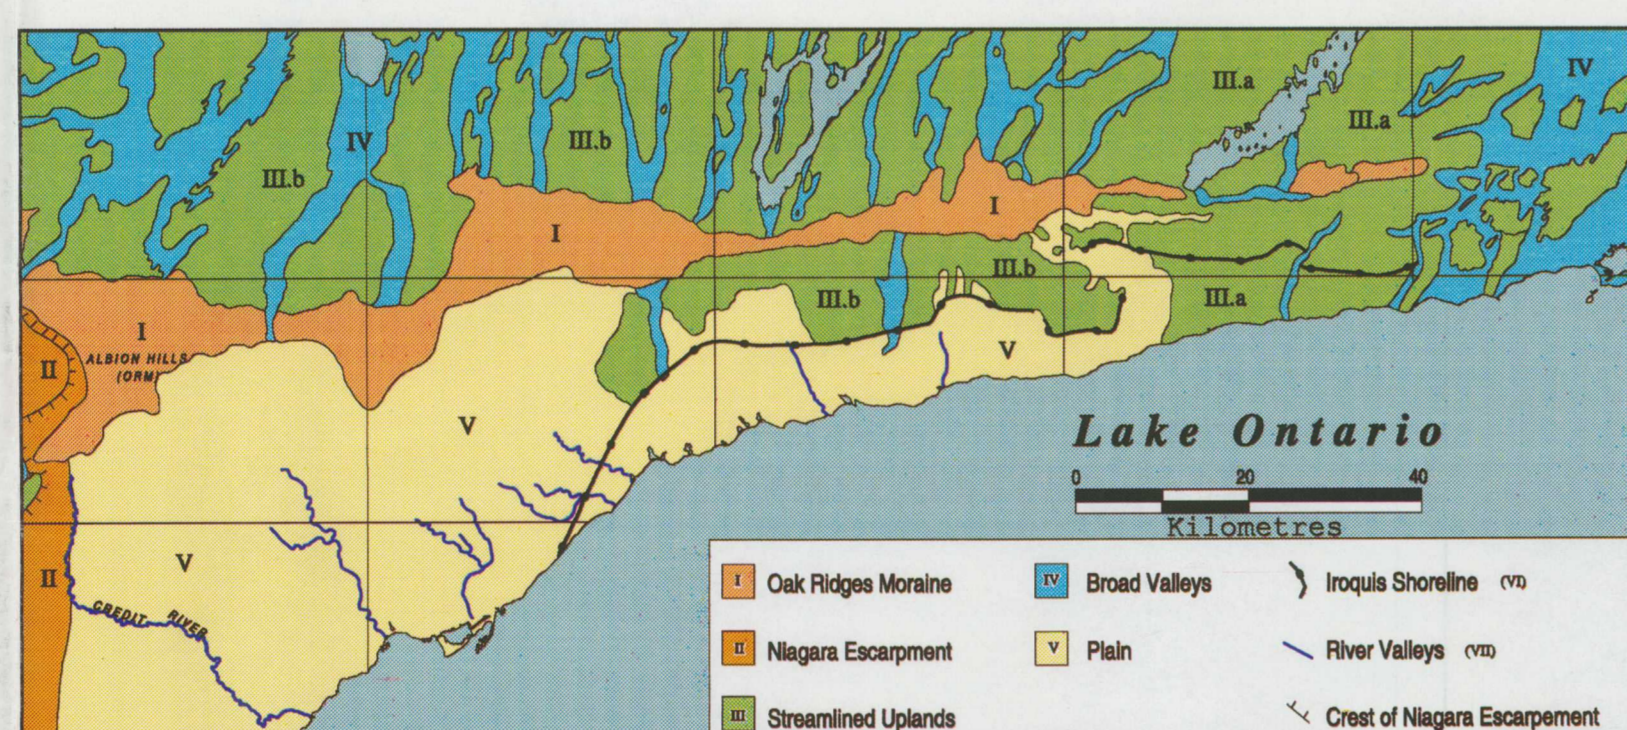 IV
III.a
IV
III.b
III.a
III.b
I
I
III.b
III.b
III.a
I
ALBION HILLS
(ORM)
II
V
V
Lake Ontario
0 20 40
Kilometres
V
II
CREDIT RIVER
I Oak Ridges Moraine
IV Broad Valleys
Iroquis Shoreline (VI)
II Niagara Escarpment
V Plain
River Valleys (VII)
III Streamlined Uplands
Crest of Niagara Escarpement